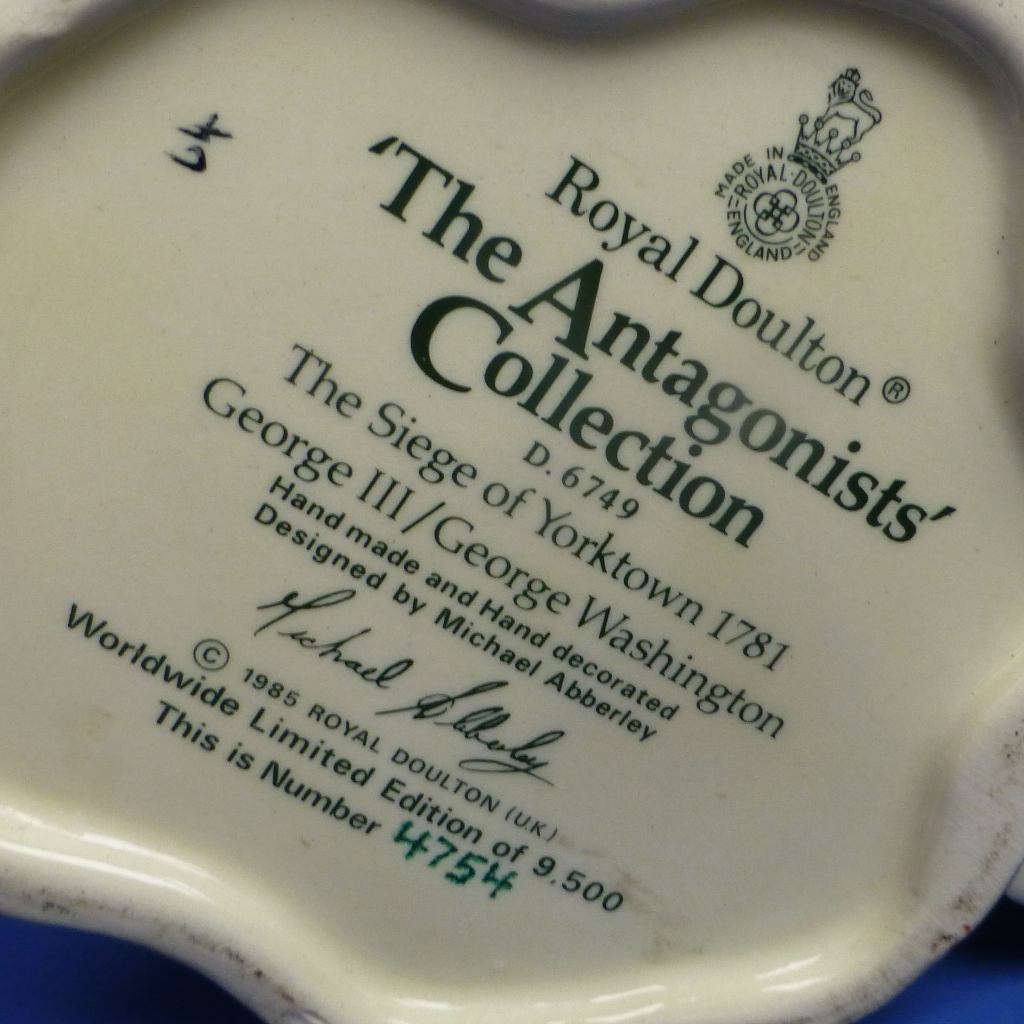 MADE IN ENGLAND
ROYAL·DOULTON
ENGLAND
Royal Doulton®
'The Antagonists'
Collection
D. 6749
The Siege of Yorktown 1781
George III/George Washington
Hand made and Hand decorated
Designed by Michael Abberley
Michael Abberley
© 1985 ROYAL DOULTON (U.K.)
Worldwide Limited Edition of 9.500
This is Number 4754